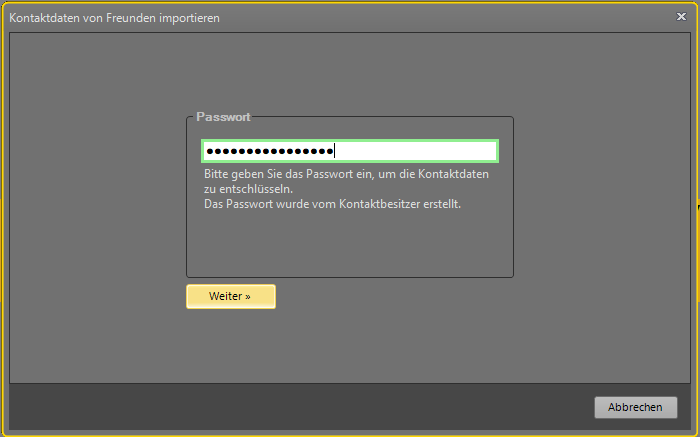 Kontaktdaten von Freunden importieren
Passwort
••••••••••••••••
Bitte geben Sie das Passwort ein, um die Kontaktdaten
zu entschlüsseln.
Das Passwort wurde vom Kontaktbesitzer erstellt.
Weiter »
Abbrechen